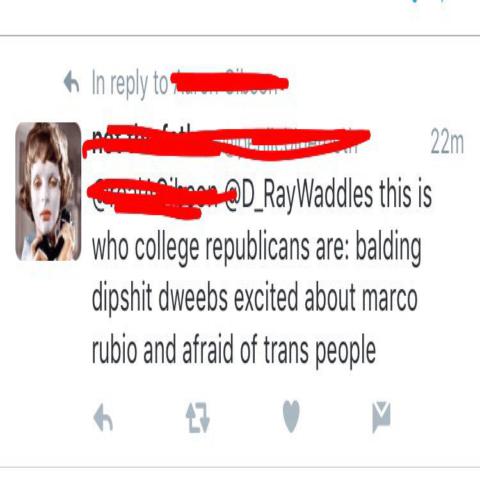 In reply to
22m
@D_RayWaddles this is
who college republicans are: balding
dipshit dweebs excited about marco
rubio and afraid of trans people